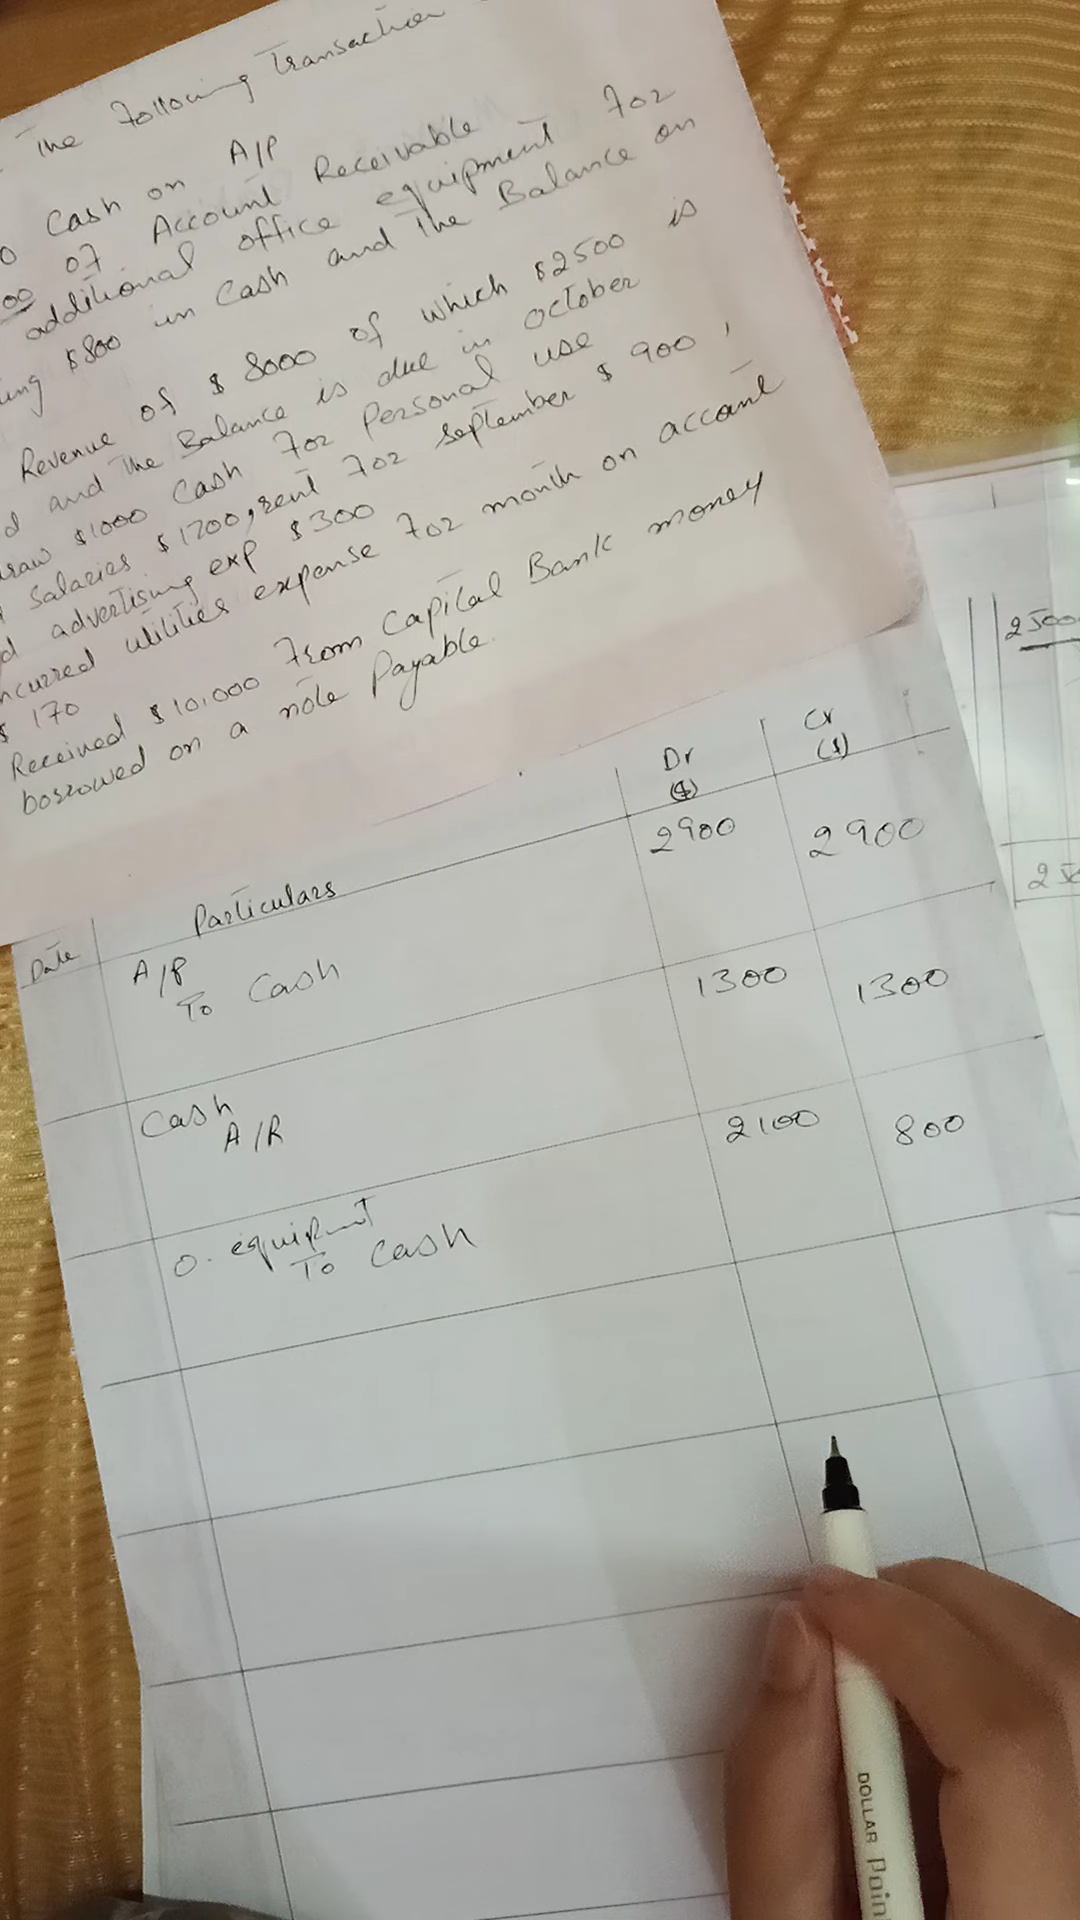 The Following Transaction
Cash on A/P
00 of Account Receivable
additional office equipment For
$800 in Cash and the Balance on
Revenue of $ 8000 of which $2500 is
and the Balance is due in October
$1000 Cash For Personal use
Salaries $1700, rent For September $ 900,
advertising exp $300
utilities expense For month on account
$ 170
Received $10,000 From Capital Bank money
borrowed on a note Payable.
Date Particulars Dr ($) Cr ($)
A/P 2900
To Cash 2900
Cash 1300
A/R 1300
O. equipment 2100
To Cash 800
2500
DOLLAR Poin